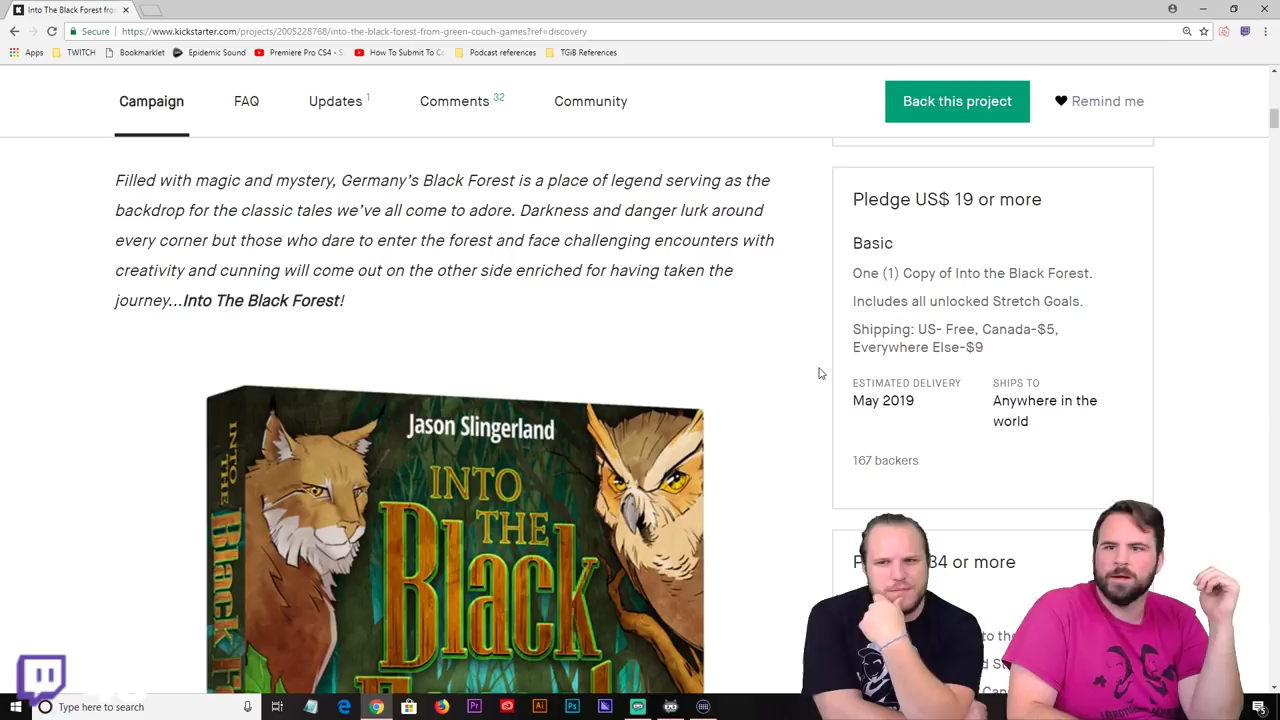 Into The Black Forest from
Secure
https://www.kickstarter.com/projects/2005228768/into-the-black-forest-from-green-couch-games?ref=discovery
Apps
TWITCH
Bookmarklet
Epidemic Sound
Premiere Pro CS4 - S
How To Submit To Ca
Podcast references
TGiB References
Campaign
FAQ
Updates 1
Comments 32
Community
Back this project
Remind me
Filled with magic and mystery, Germany's Black Forest is a place of legend serving as the
backdrop for the classic tales we've all come to adore. Darkness and danger lurk around
every corner but those who dare to enter the forest and face challenging encounters with
creativity and cunning will come out on the other side enriched for having taken the
journey...Into The Black Forest!
Jason Slingerland
INTO
THE
Black
INTO
THE
Black
Pledge US$ 19 or more
Basic
One (1) Copy of Into the Black Forest.
Includes all unlocked Stretch Goals.
Shipping: US- Free, Canada-$5,
Everywhere Else-$9
ESTIMATED DELIVERY
May 2019
SHIPS TO
Anywhere in the
world
167 backers
34 or more
Type here to search